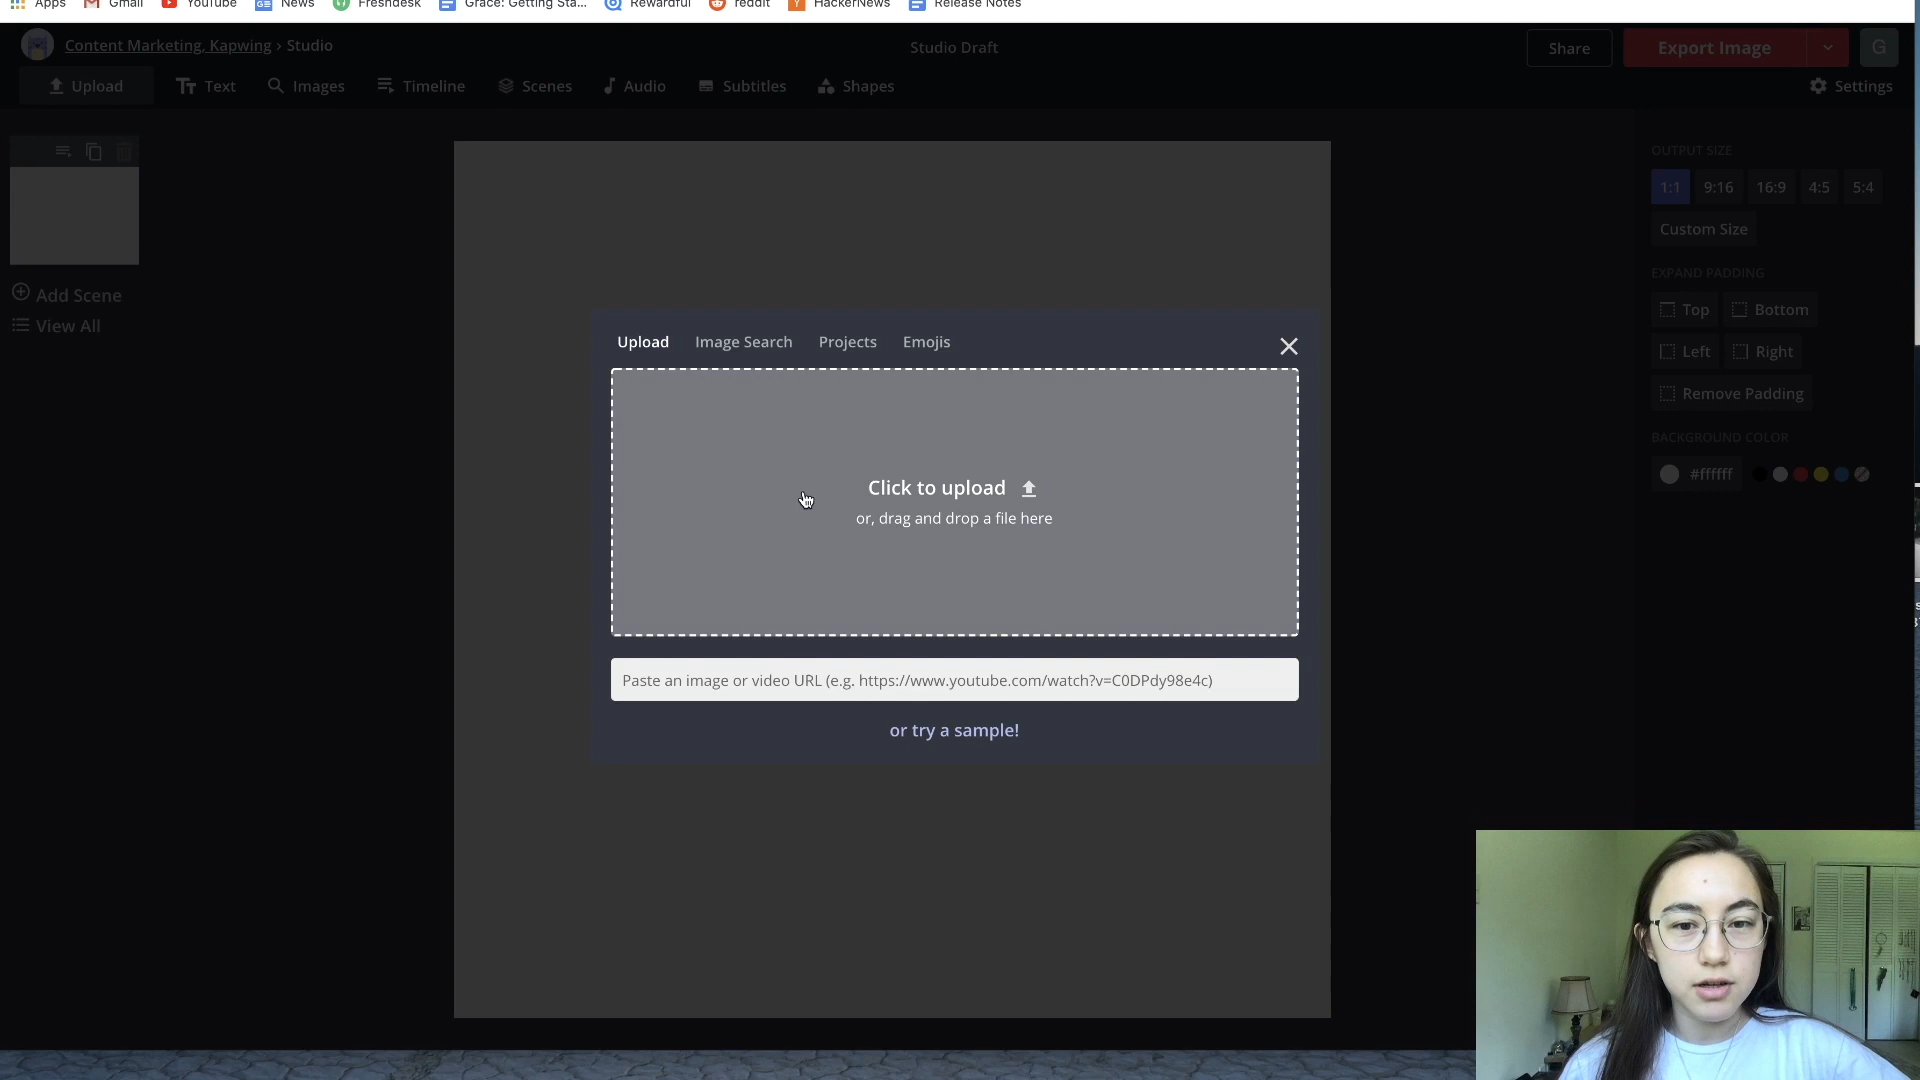 Apps Gmail YouTube News Freshdesk Grace: Getting Sta... Rewardful reddit HackerNews Release Notes
Content Marketing, Kapwing › Studio
Studio Draft
Share
Export Image
G
Upload
Text
Images
Timeline
Scenes
Audio
Subtitles
Shapes
Settings
Add Scene
View All
Upload Image Search Projects Emojis
Click to upload
or, drag and drop a file here
Paste an image or video URL (e.g. https://www.youtube.com/watch?v=C0DPdy98e4c)
or try a sample!
OUTPUT SIZE
1:1 9:16 16:9 4:5 5:4
Custom Size
EXPAND PADDING
Top Bottom
Left Right
Remove Padding
BACKGROUND COLOR
#ffffff